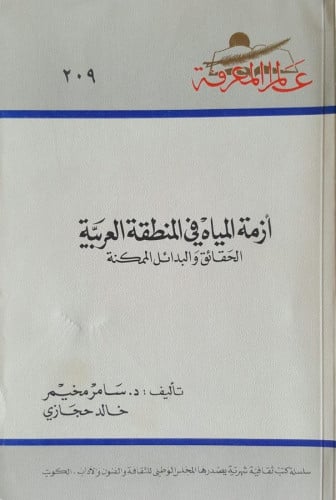 عالم المعرفة
٢٠٩
أزمة المياه في المنطقة العربية
الحقائق والبدائل الممكنة
تأليف: د. سامر مخيمر
خالد حجازي
سلسلة كتب ثقافية شهرية يصدرها المجلس الوطني للثقافة والفنون والآداب - الكويت